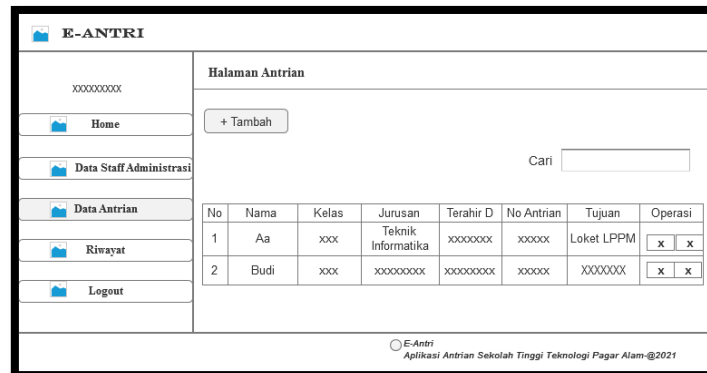 E-ANTRI
XXXXXXXXX
Home
Data Staff Administrasi
Data Antrian
Riwayat
Logout
Halaman Antrian
+ Tambah
Cari
No Nama Kelas Jurusan Terahir D No Antrian Tujuan Operasi
1 Aa xxx Teknik Informatika xxxxxxx xxxxx Loket LPPM x x
2 Budi xxx xxxxxxxx xxxxxxxx xxxxx XXXXXXX x x
E-Antri
Aplikasi Antrian Sekolah Tinggi Teknologi Pagar Alam-@2021